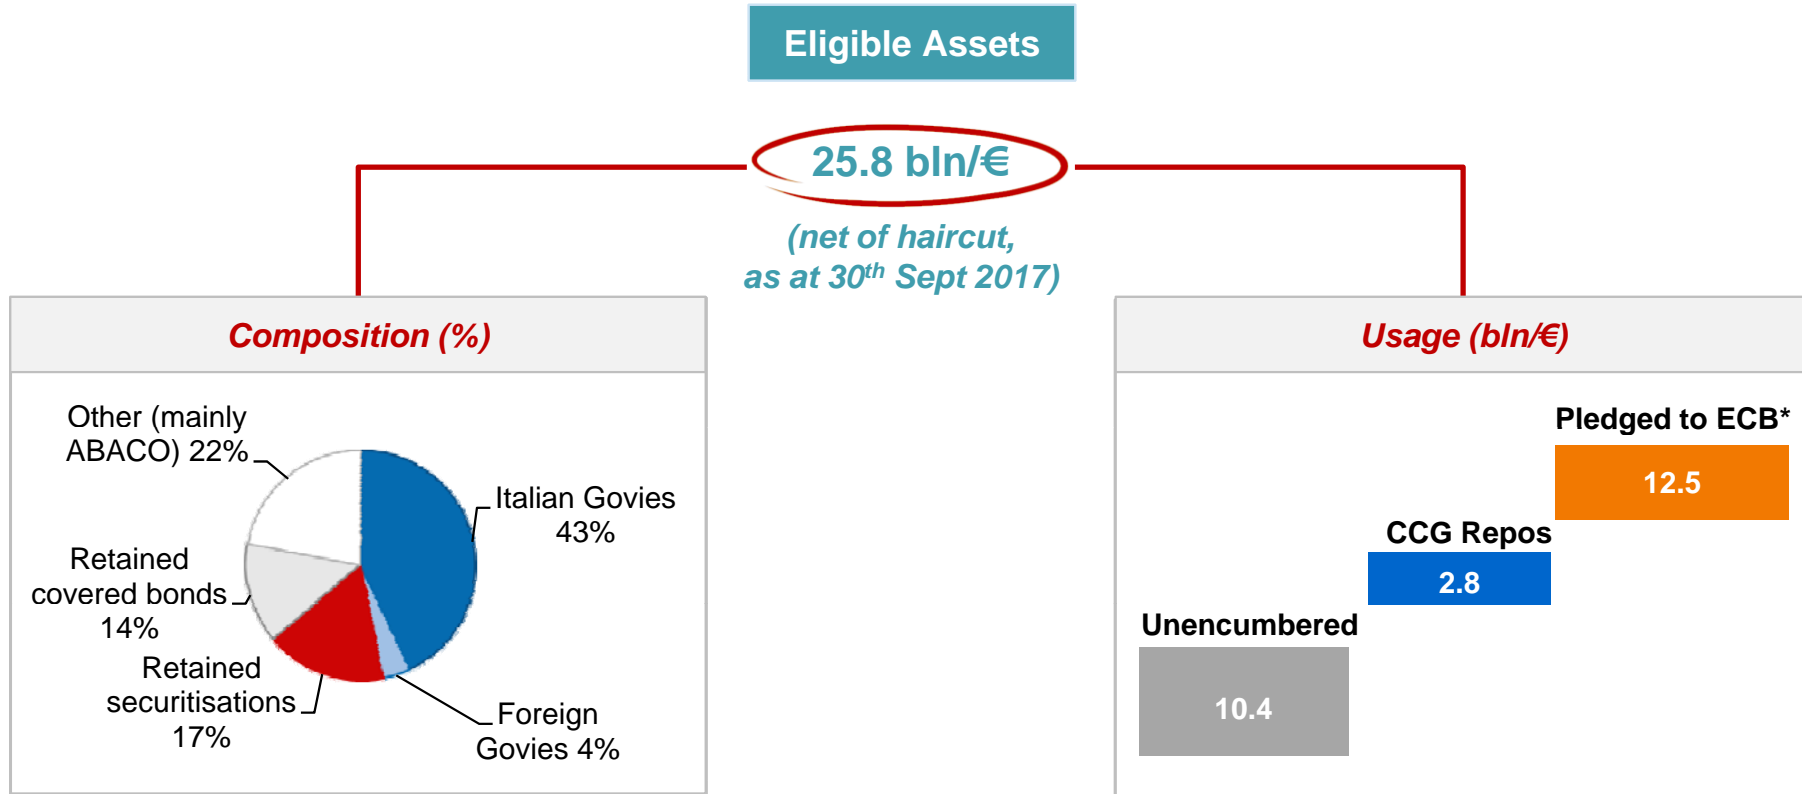 Eligible Assets
25.8 bln/€
(net of haircut,
as at 30th Sept 2017)
Composition (%)
Other (mainly
ABACO) 22%
Italian Govies
43%
Retained
covered bonds
14%
Retained
securitisations
17%
Foreign
Govies 4%
Usage (bln/€)
Pledged to ECB*
12.5
CCG Repos
2.8
Unencumbered
10.4